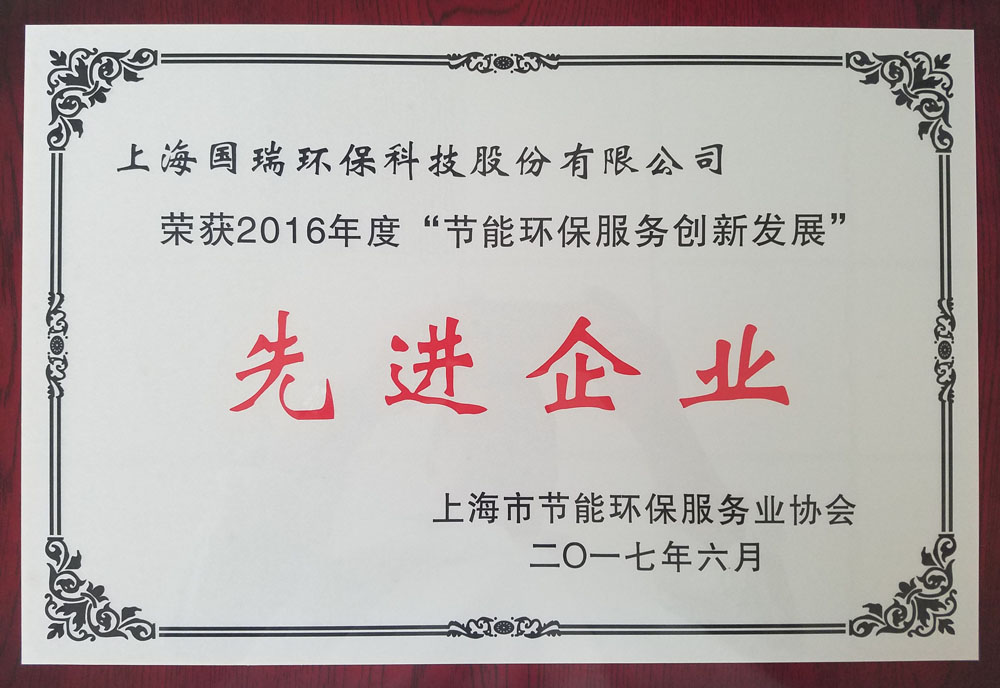 上海国瑞环保科技股份有限公司
荣获2016年度“节能环保服务创新发展”
先进企业
上海市节能环保服务业协会
二〇一七年六月